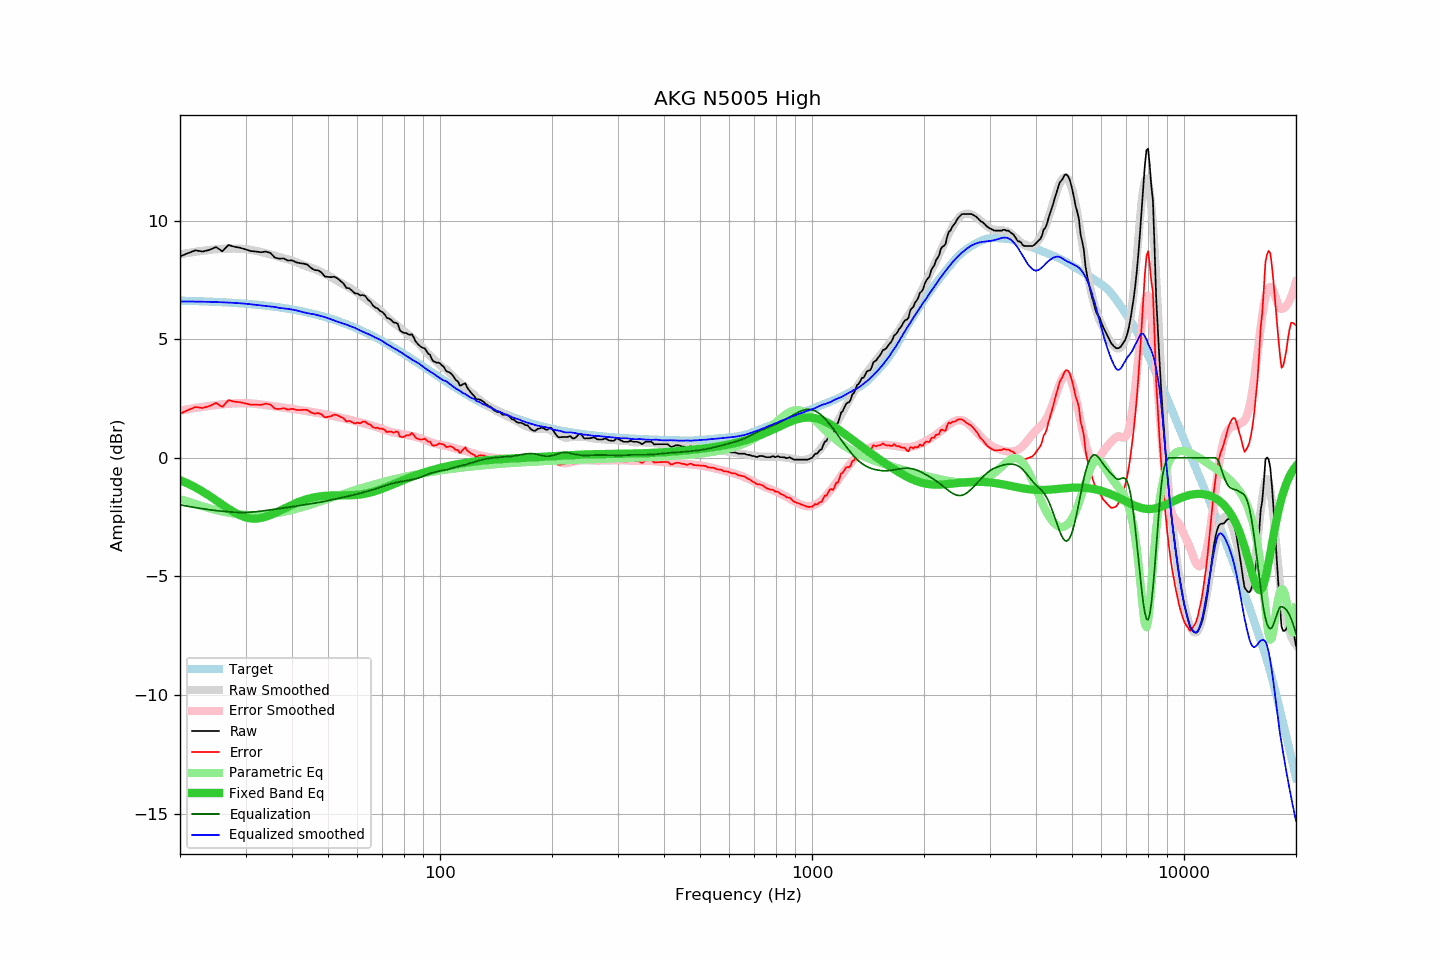 AKG N5005 High
Amplitude (dBr)
10
5
0
−5
−10
−15
Target
Raw Smoothed
Error Smoothed
Raw
Error
Parametric Eq
Fixed Band Eq
Equalization
Equalized smoothed
100
1000
10000
Frequency (Hz)